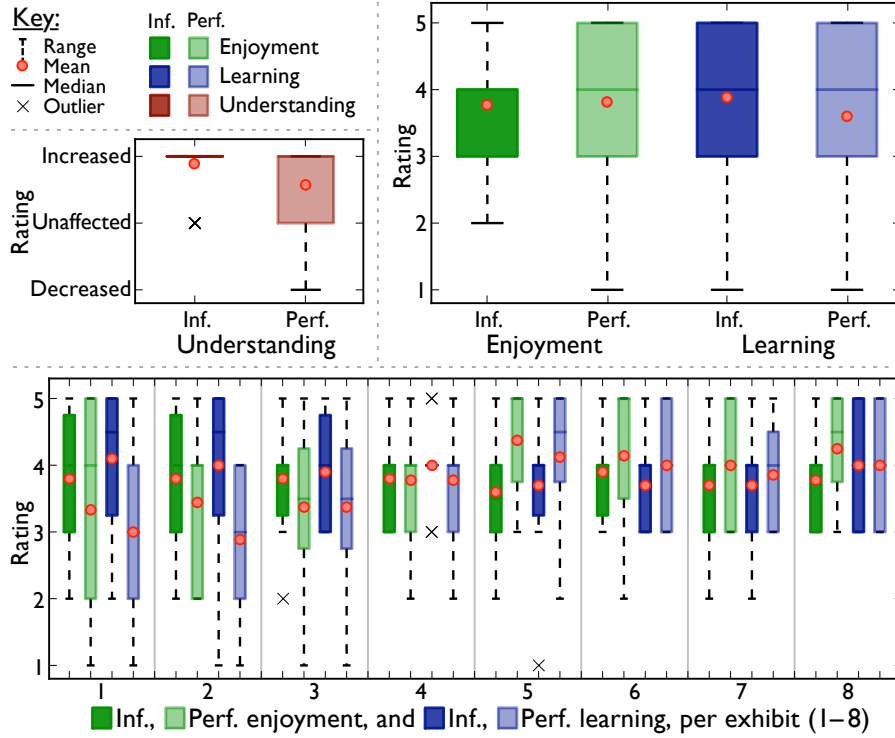 Key:
Range
Mean
Median
Outlier
Inf. Perf.
Enjoyment
Learning
Understanding
Rating
Increased
Unaffected
Decreased
Inf. Perf.
Understanding
Rating
5
4
3
2
1
Inf. Perf. Inf. Perf.
Enjoyment Learning
Rating
5
4
3
2
1
1 2 3 4 5 6 7 8
Inf., Perf. enjoyment, and Inf., Perf. learning, per exhibit (1–8)